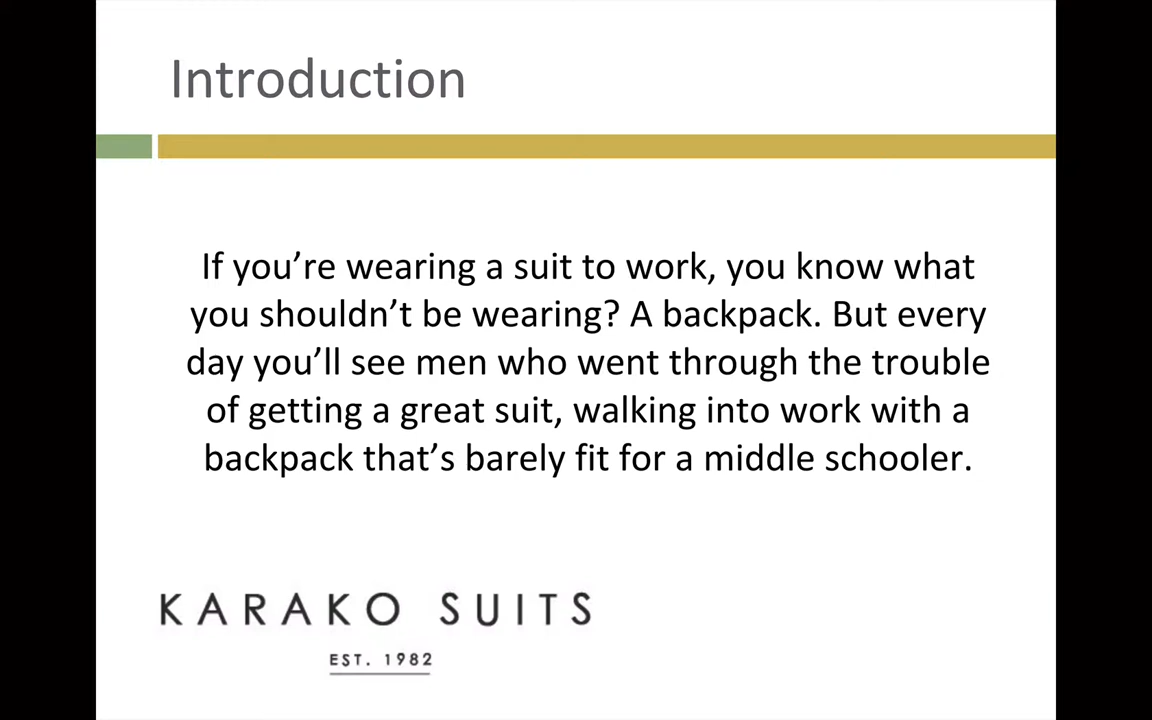 Introduction
If you’re wearing a suit to work, you know what
you shouldn’t be wearing? A backpack. But every
day you’ll see men who went through the trouble
of getting a great suit, walking into work with a
backpack that’s barely fit for a middle schooler.
KARAKO SUITS
EST. 1982